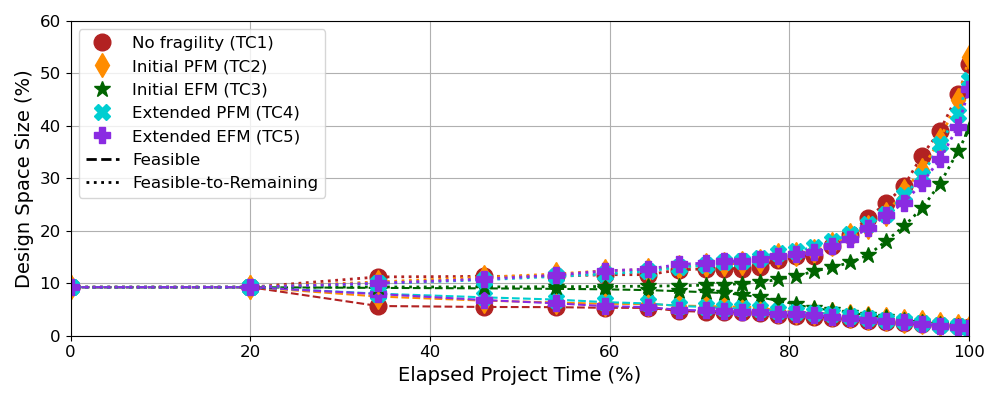 60
50
40
30
20
10
0
0
20
40
60
80
100
Design Space Size (%)
Elapsed Project Time (%)
No fragility (TC1)
Initial PFM (TC2)
Initial EFM (TC3)
Extended PFM (TC4)
Extended EFM (TC5)
Feasible
Feasible-to-Remaining